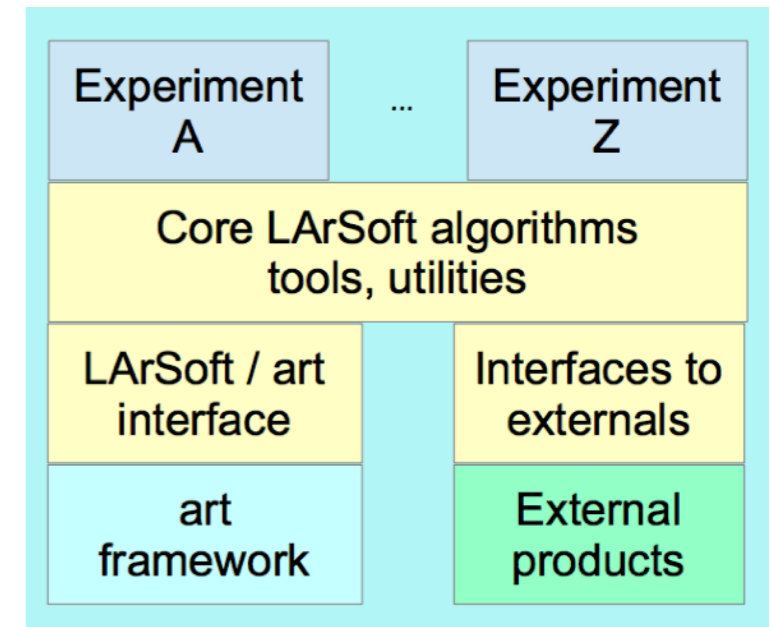 Experiment
A
...
Experiment
Z
Core LArSoft algorithms
tools, utilities
LArSoft / art
interface
Interfaces to
externals
art
framework
External
products